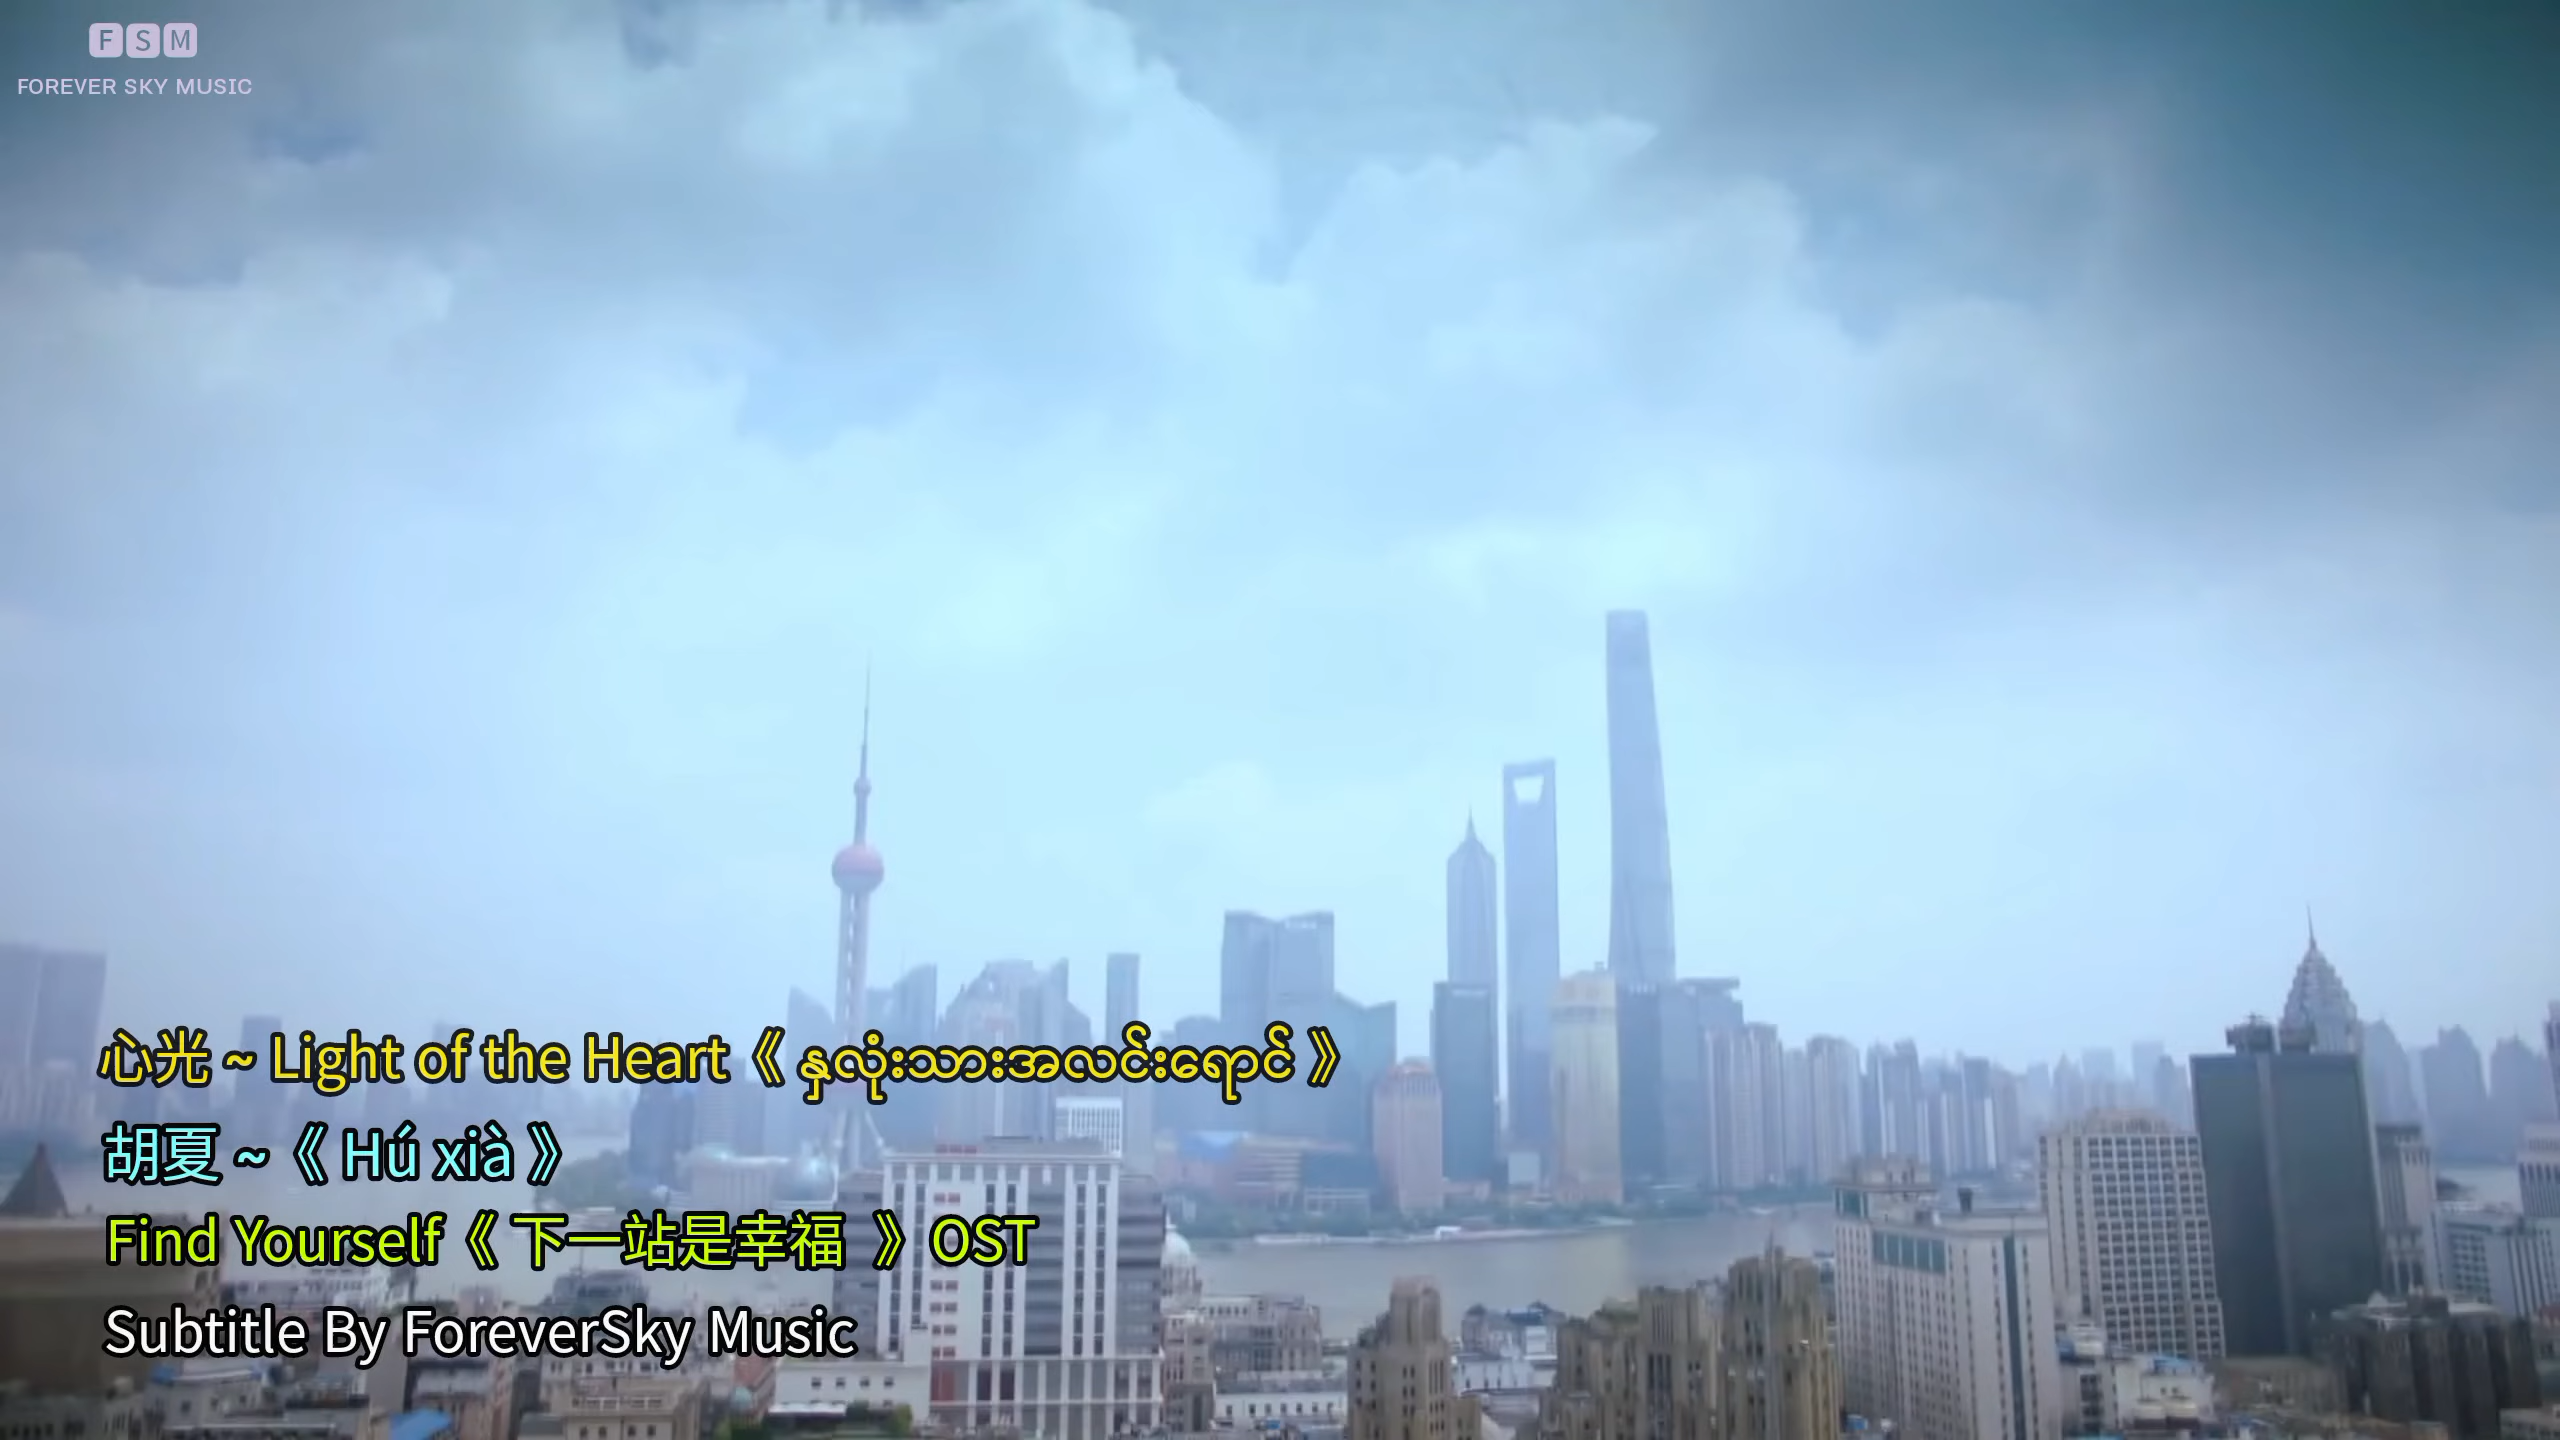 FSM
FOREVER SKY MUSIC
心光 ~ Light of the Heart《 နှလုံးသားအလင်းရောင် 》
胡夏 ~《 Hú xià 》
Find Yourself《 下一站是幸福 》OST
Subtitle By ForeverSky Music